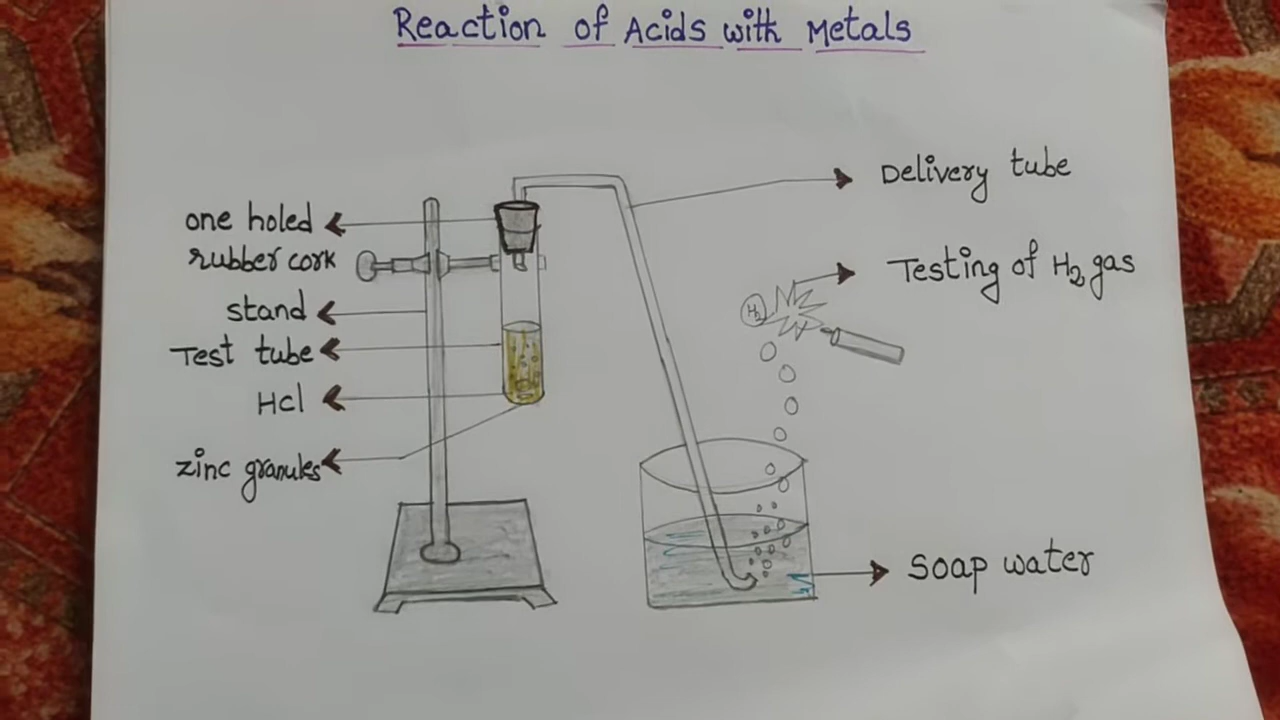 Reaction of Acids with Metals
one holed
rubber cork
stand
Test tube
Hcl
zinc granules
Delivery tube
Testing of H₂ gas
H₂
soap water